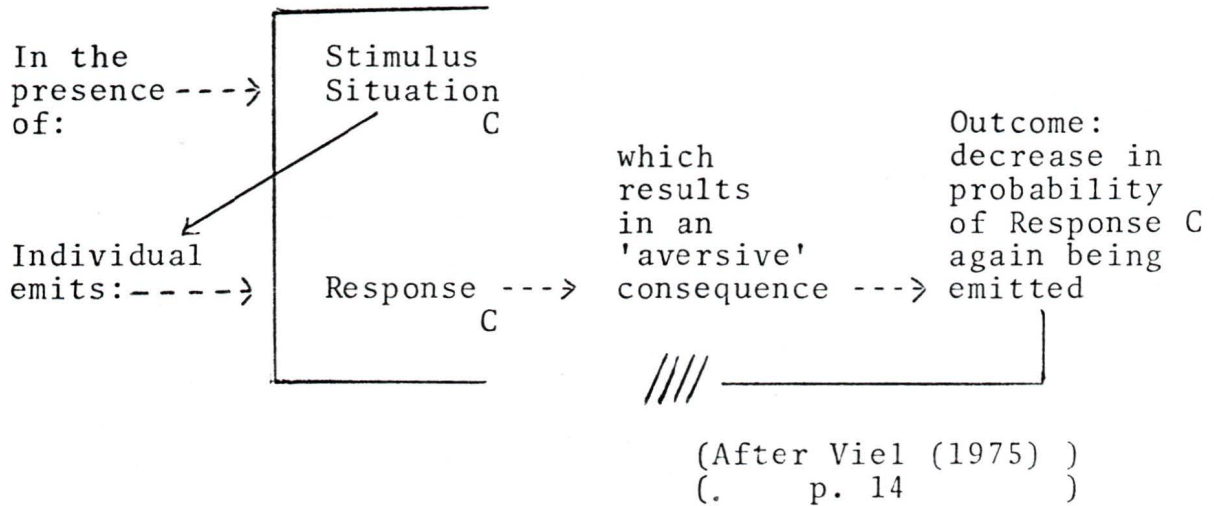 In the
presence
of:
Stimulus
Situation
C
Individual
emits:
Response
C
which
results
in an
'aversive'
consequence
Outcome:
decrease in
probability
of Response C
again being
emitted
(After Viel (1975) )
(. p. 14 )